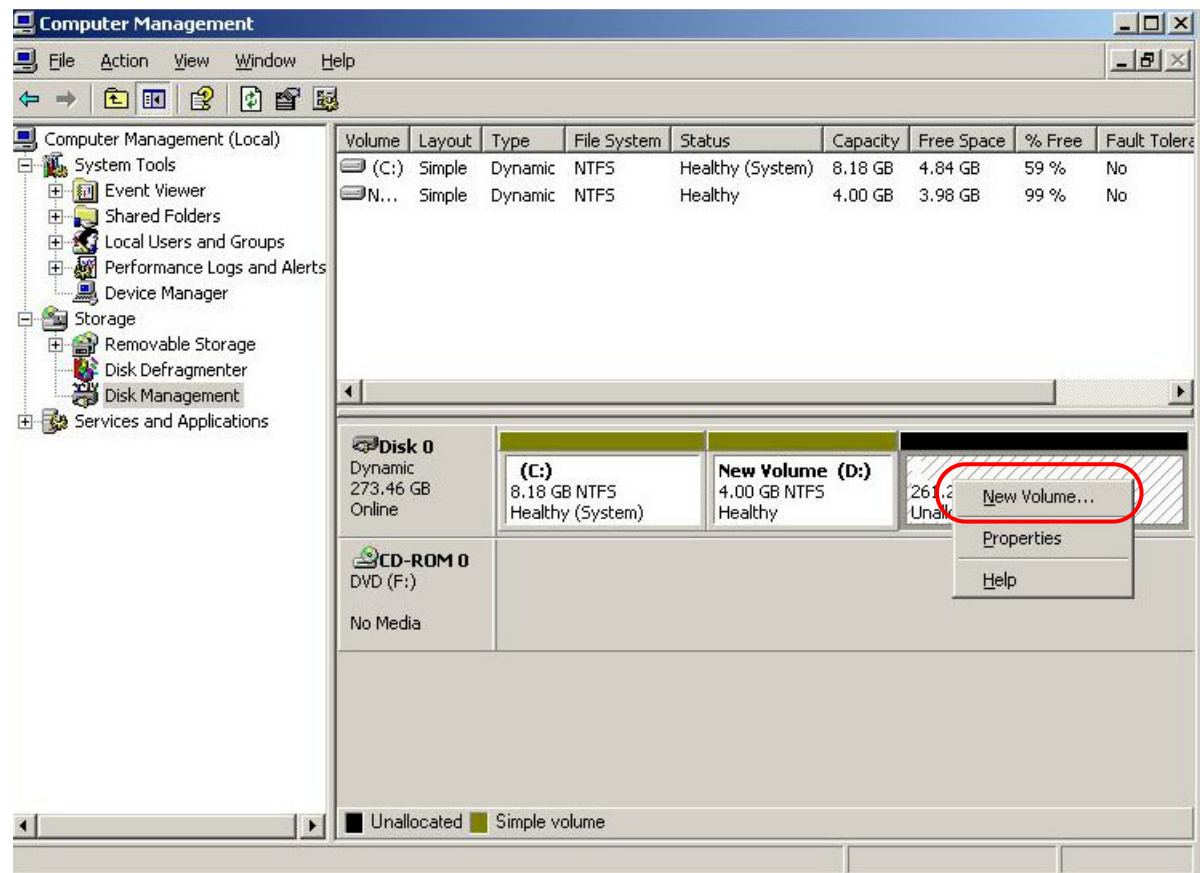 Computer Management
File Action View Window Help
Computer Management (Local)
System Tools
Event Viewer
Shared Folders
Local Users and Groups
Performance Logs and Alerts
Device Manager
Storage
Removable Storage
Disk Defragmenter
Disk Management
Services and Applications
Volume Layout Type File System Status Capacity Free Space % Free Fault Tolera
(C:) Simple Dynamic NTFS Healthy (System) 8.18 GB 4.84 GB 59 % No
N... Simple Dynamic NTFS Healthy 4.00 GB 3.98 GB 99 % No
Disk 0
Dynamic
273.46 GB
Online
(C:)
8.18 GB NTFS
Healthy (System)
New Volume (D:)
4.00 GB NTFS
Healthy
New Volume...
Properties
Help
CD-ROM 0
DVD (F:)
No Media
Unallocated Simple volume